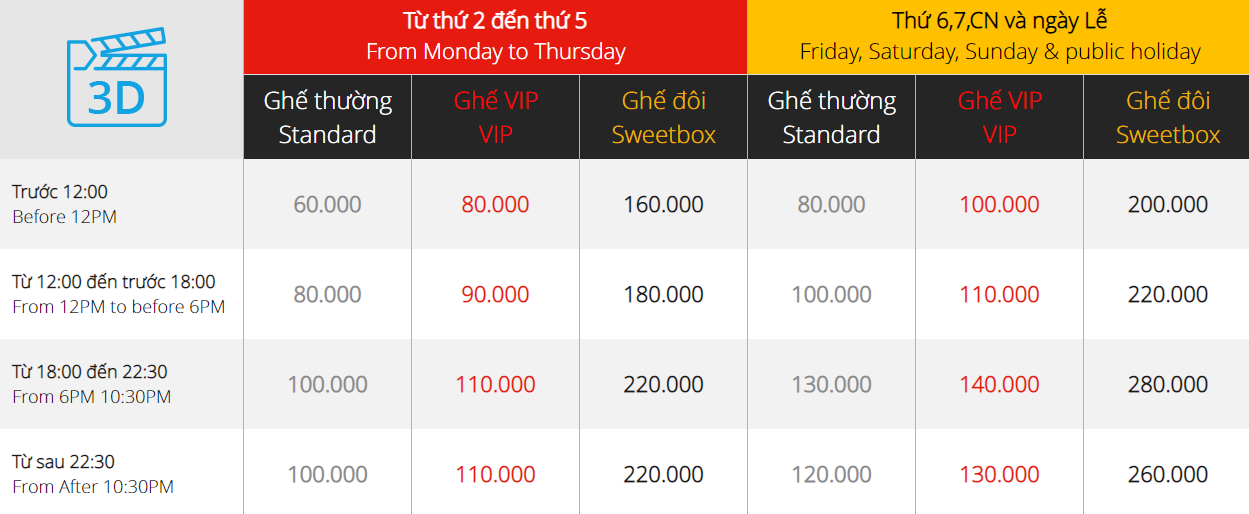 3D
Từ thứ 2 đến thứ 5
From Monday to Thursday
Thứ 6,7,CN và ngày Lễ
Friday, Saturday, Sunday & public holiday
Ghế thường
Standard
Ghế VIP
VIP
Ghế đôi
Sweetbox
Ghế thường
Standard
Ghế VIP
VIP
Ghế đôi
Sweetbox
Trước 12:00
Before 12PM
60.000 80.000 160.000 80.000 100.000 200.000
Từ 12:00 đến trước 18:00
From 12PM to before 6PM
80.000 90.000 180.000 100.000 110.000 220.000
Từ 18:00 đến 22:30
From 6PM 10:30PM
100.000 110.000 220.000 130.000 140.000 280.000
Từ sau 22:30
From After 10:30PM
100.000 110.000 220.000 120.000 130.000 260.000